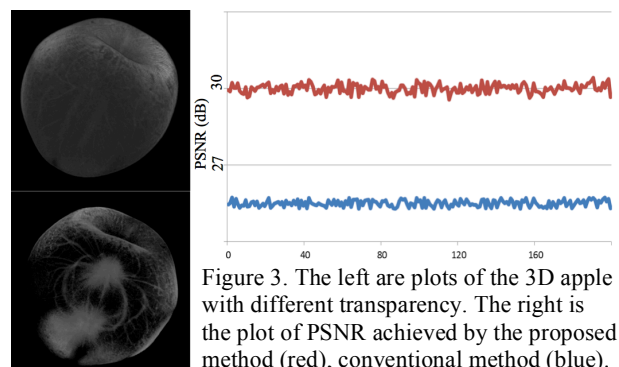 30
PSNR (dB)
27
0 40 80 120 160
Figure 3. The left are plots of the 3D apple
with different transparency. The right is
the plot of PSNR achieved by the proposed
method (red), conventional method (blue).